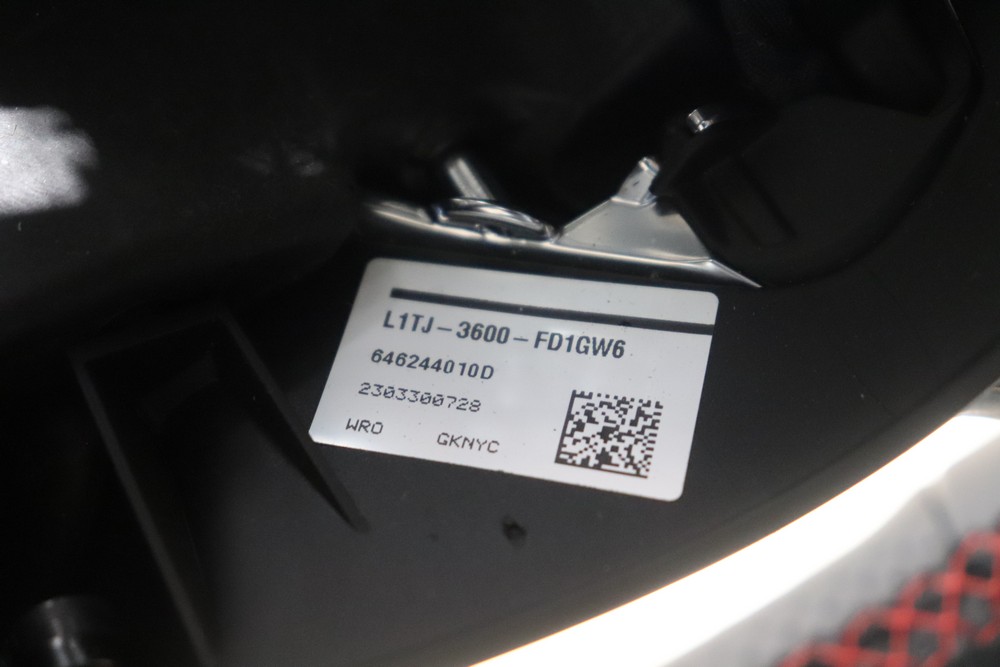 L1TJ-3600-FD1GW6
646244010D
2303300728
WRO GKNYC